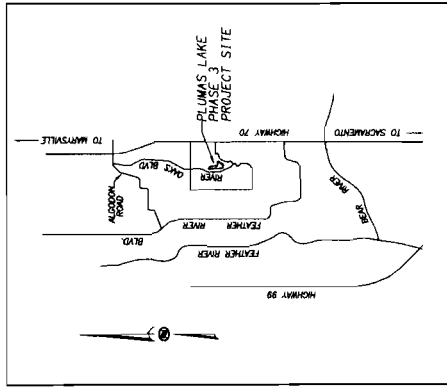 TO MARYSVILLE
TO SACRAMENTO
HIGHWAY 70
PLUMAS LAKE
PHASE 3
PROJECT SITE
RIVER
OAKS
BLVD
ALGODON
ROAD
FEATHER
RIVER
BLVD.
FEATHER RIVER
BEAR
RIVER
HIGHWAY 99